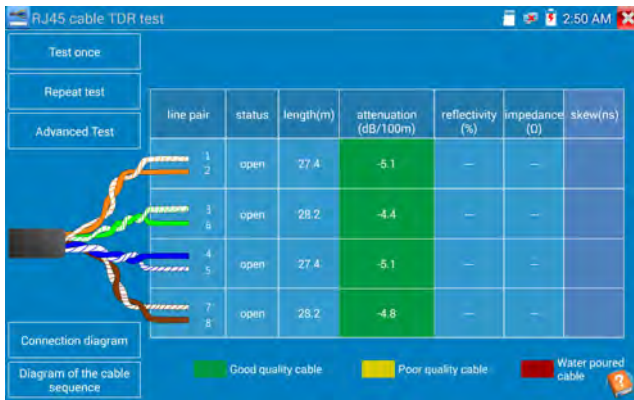 RJ45 cable TDR test
2:50 AM
Test once
Repeat test
Advanced Test
line pair status length(m) attenuation (dB/100m) reflectivity (%) impedance (Ω) skew(ns)
1 2 open 27.4 -5.1 — —
3 6 open 28.2 -4.4 — —
4 5 open 27.4 -5.1 — —
7 8 open 28.2 -4.8 — —
Connection diagram
Diagram of the cable sequence
Good quality cable
Poor quality cable
Water poured cable
?